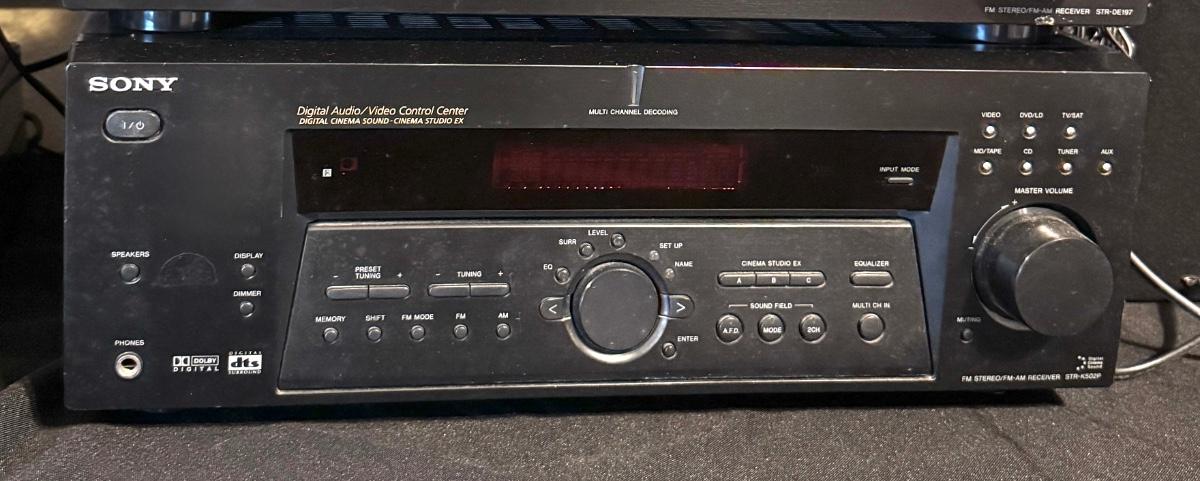 FM STEREO/FM-AM RECEIVER STR-DE197
SONY
I/⏻
Digital Audio/Video Control Center
DIGITAL CINEMA SOUND-CINEMA STUDIO EX
MULTI CHANNEL DECODING
INPUT MODE
VIDEO DVD/LD TV/SAT
MD/TAPE CD TUNER AUX
MASTER VOLUME
- +
MUTING
SPEAKERS
DISPLAY
DIMMER
PHONES
DOLBY
DIGITAL
DIGITAL
dts
SURROUND
- PRESET TUNING +
- TUNING +
MEMORY SHIFT FM MODE FM AM
EQ SURR LEVEL SET UP NAME
< >
ENTER
CINEMA STUDIO EX
A B C
EQUALIZER
SOUND FIELD
A.F.D. MODE 2CH
MULTI CH IN
Digital
Cinema
Sound
FM STEREO/FM-AM RECEIVER STR-K502P